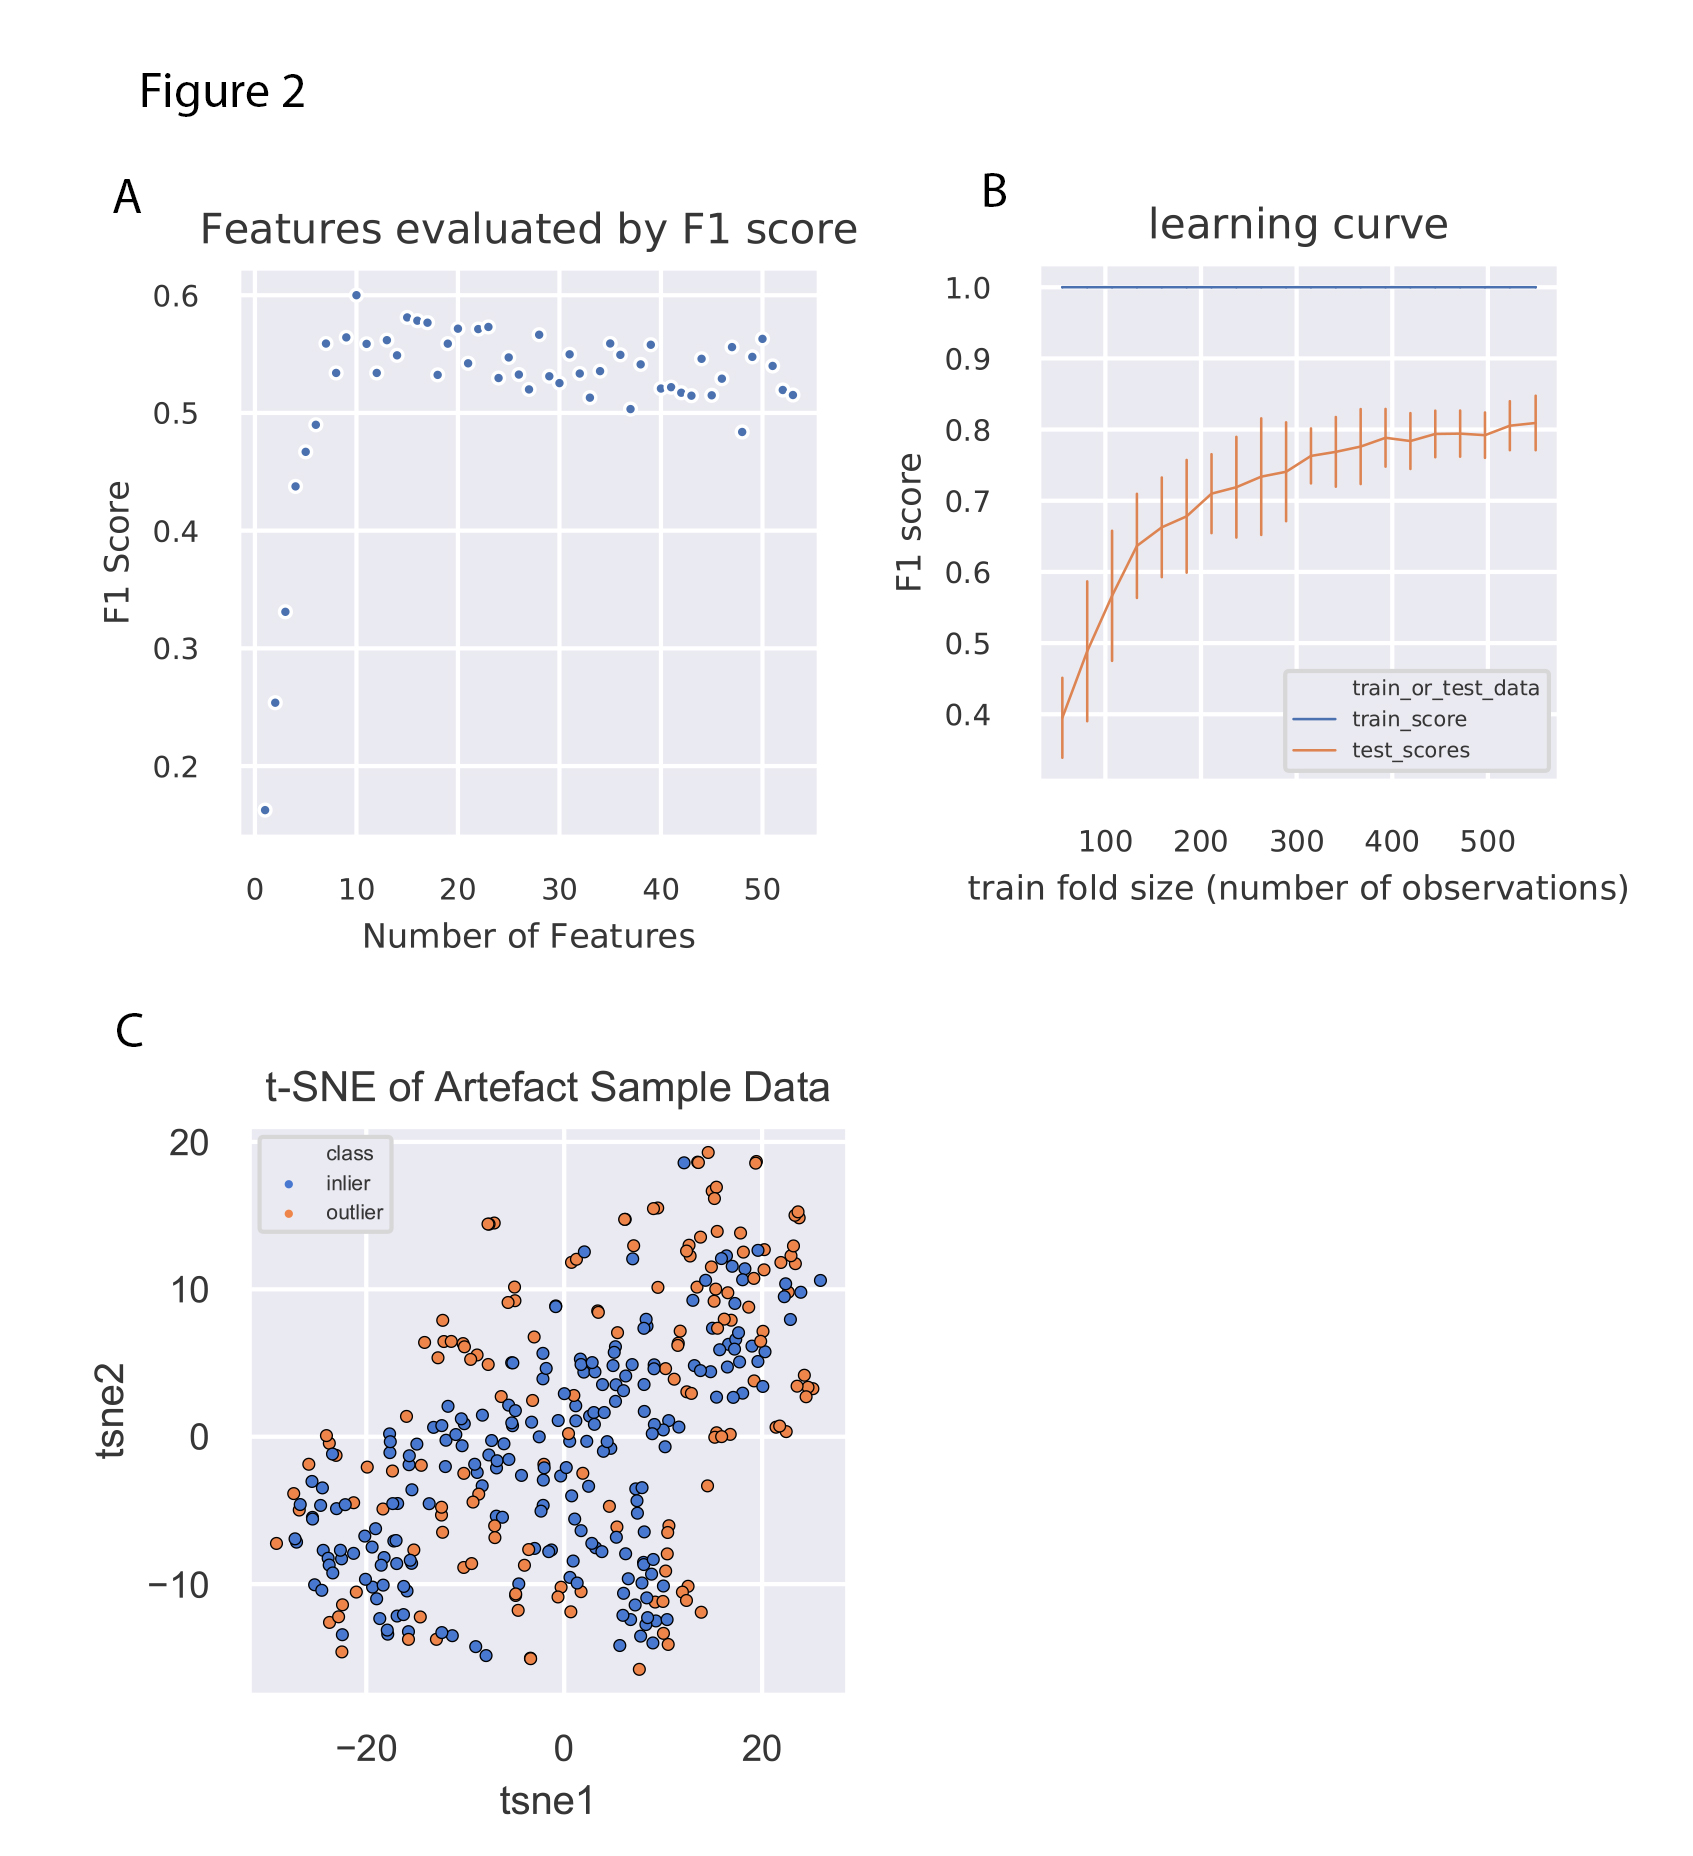 Figure 2
A
Features evaluated by F1 score
0.6
0.5
0.4
0.3
0.2
F1 Score
0
10
20
30
40
50
Number of Features
B
learning curve
1.0
0.9
0.8
0.7
0.6
0.5
0.4
F1 score
train_or_test_data
train_score
test_scores
100
200
300
400
500
train fold size (number of observations)
C
t-SNE of Artefact Sample Data
class
inlier
outlier
20
10
0
−10
tsne2
−20
0
20
tsne1